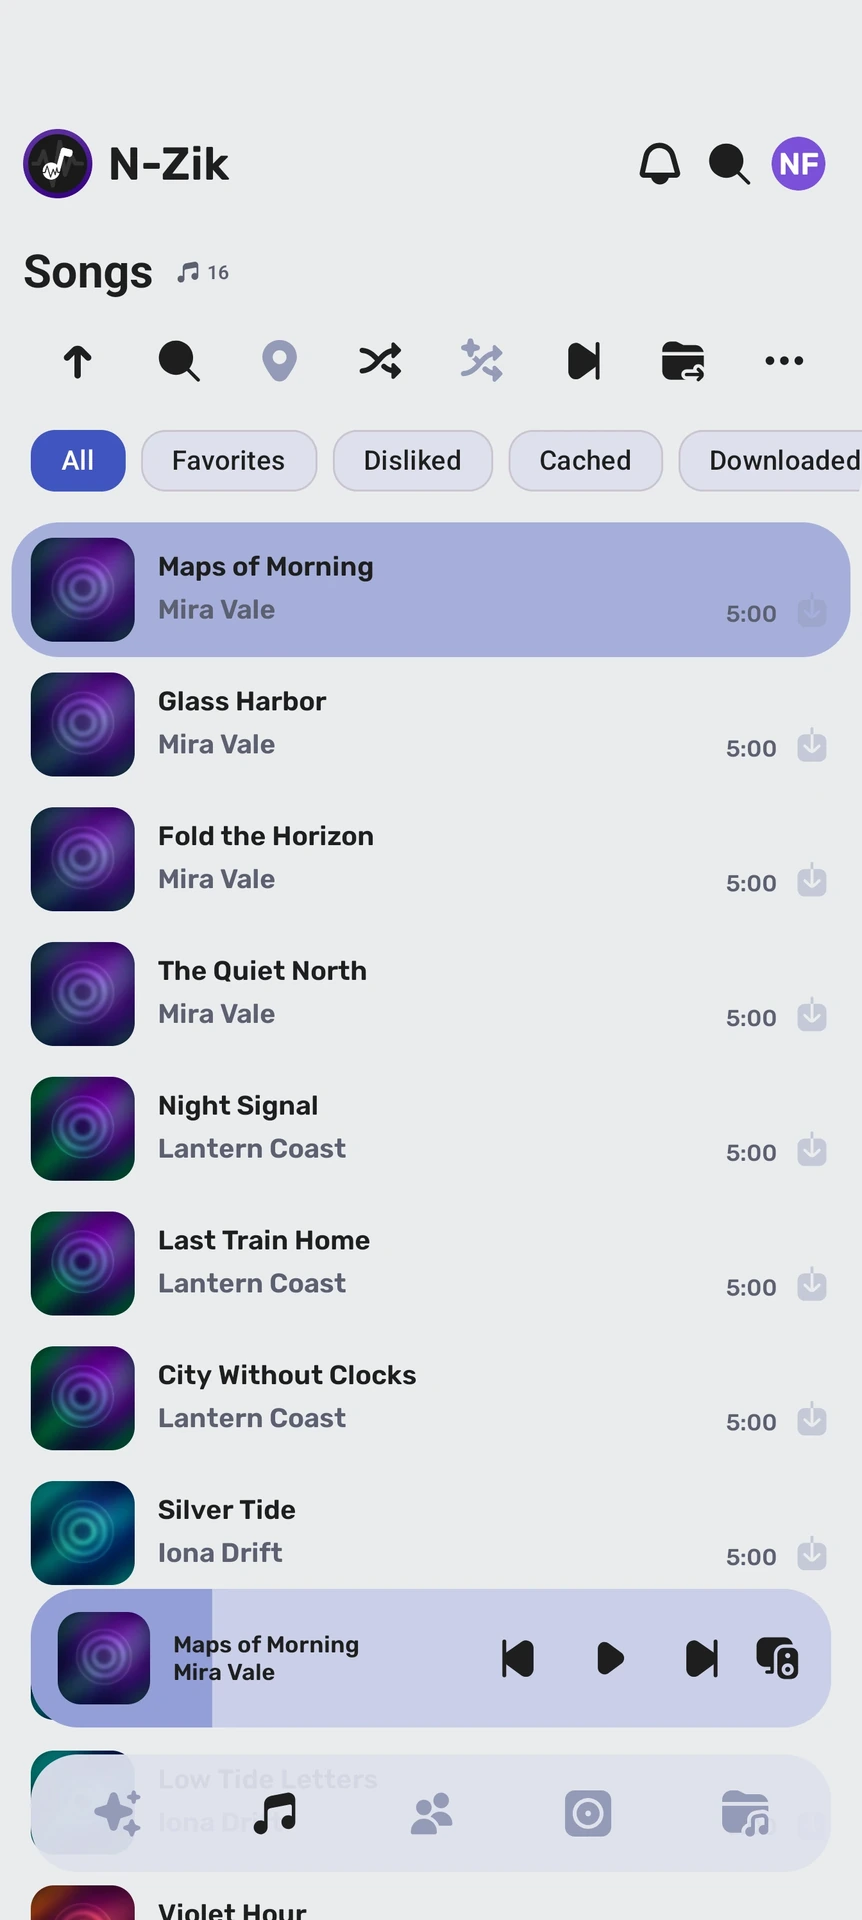 N-Zik
NF
Songs
16
All
Favorites
Disliked
Cached
Downloaded
Maps of Morning
Mira Vale
5:00
Glass Harbor
Mira Vale
5:00
Fold the Horizon
Mira Vale
5:00
The Quiet North
Mira Vale
5:00
Night Signal
Lantern Coast
5:00
Last Train Home
Lantern Coast
5:00
City Without Clocks
Lantern Coast
5:00
Silver Tide
Iona Drift
5:00
Maps of Morning
Mira Vale
Low Tide Letters
Iona Drift
Violet Hour